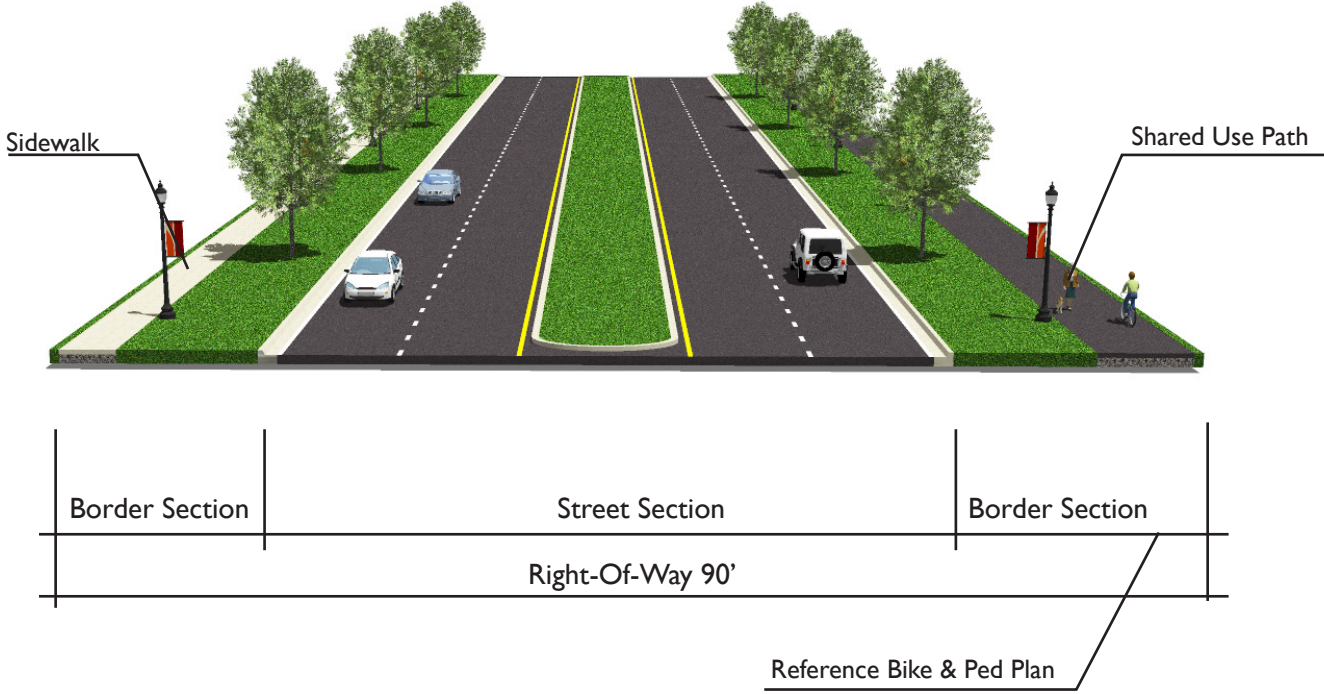 Sidewalk
Shared Use Path
Border Section
Street Section
Border Section
Right-Of-Way 90’
Reference Bike & Ped Plan